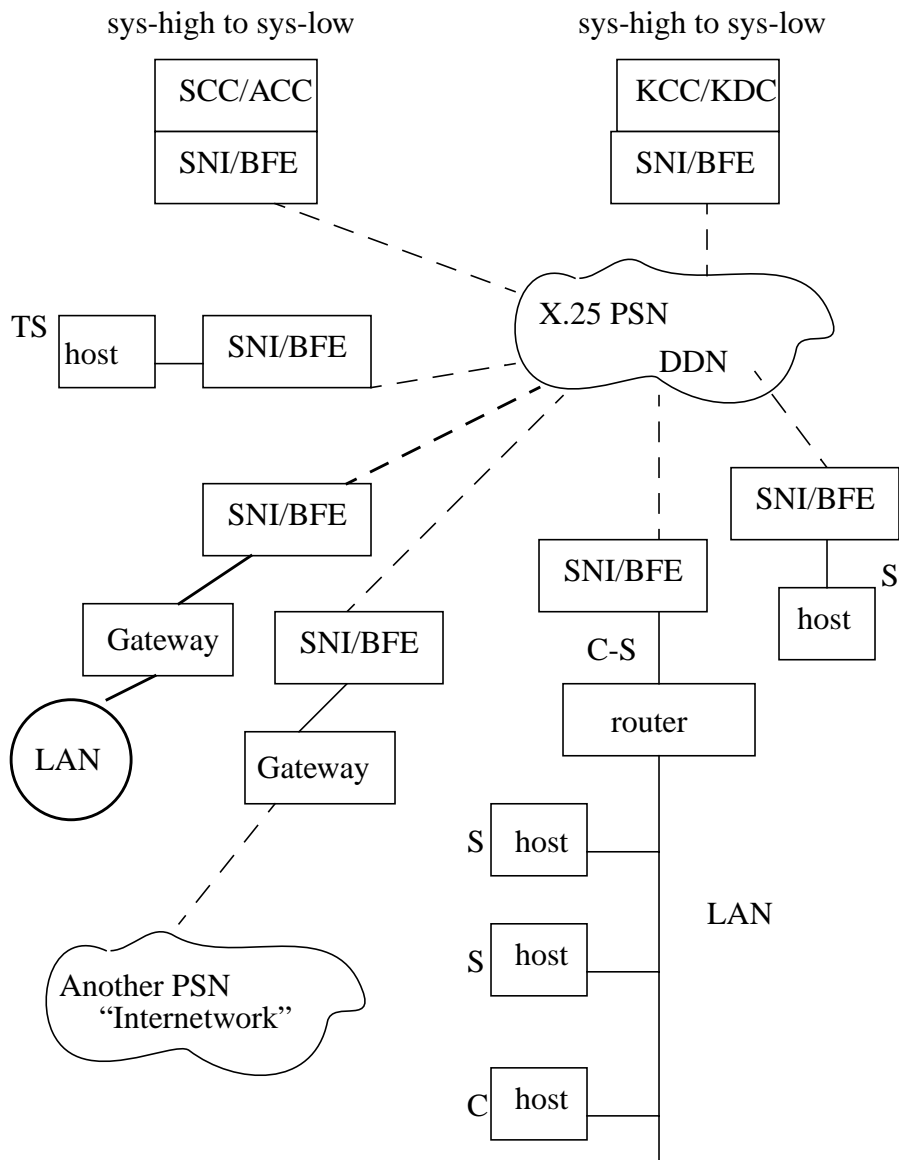 sys-high to sys-low
sys-high to sys-low
SCC/ACC
KCC/KDC
SNI/BFE
SNI/BFE
X.25 PSN
DDN
TS
host
SNI/BFE
SNI/BFE
SNI/BFE
SNI/BFE
S
host
Gateway
SNI/BFE
C-S
router
LAN
Gateway
S
host
LAN
S
host
Another PSN
“Internetwork”
C
host